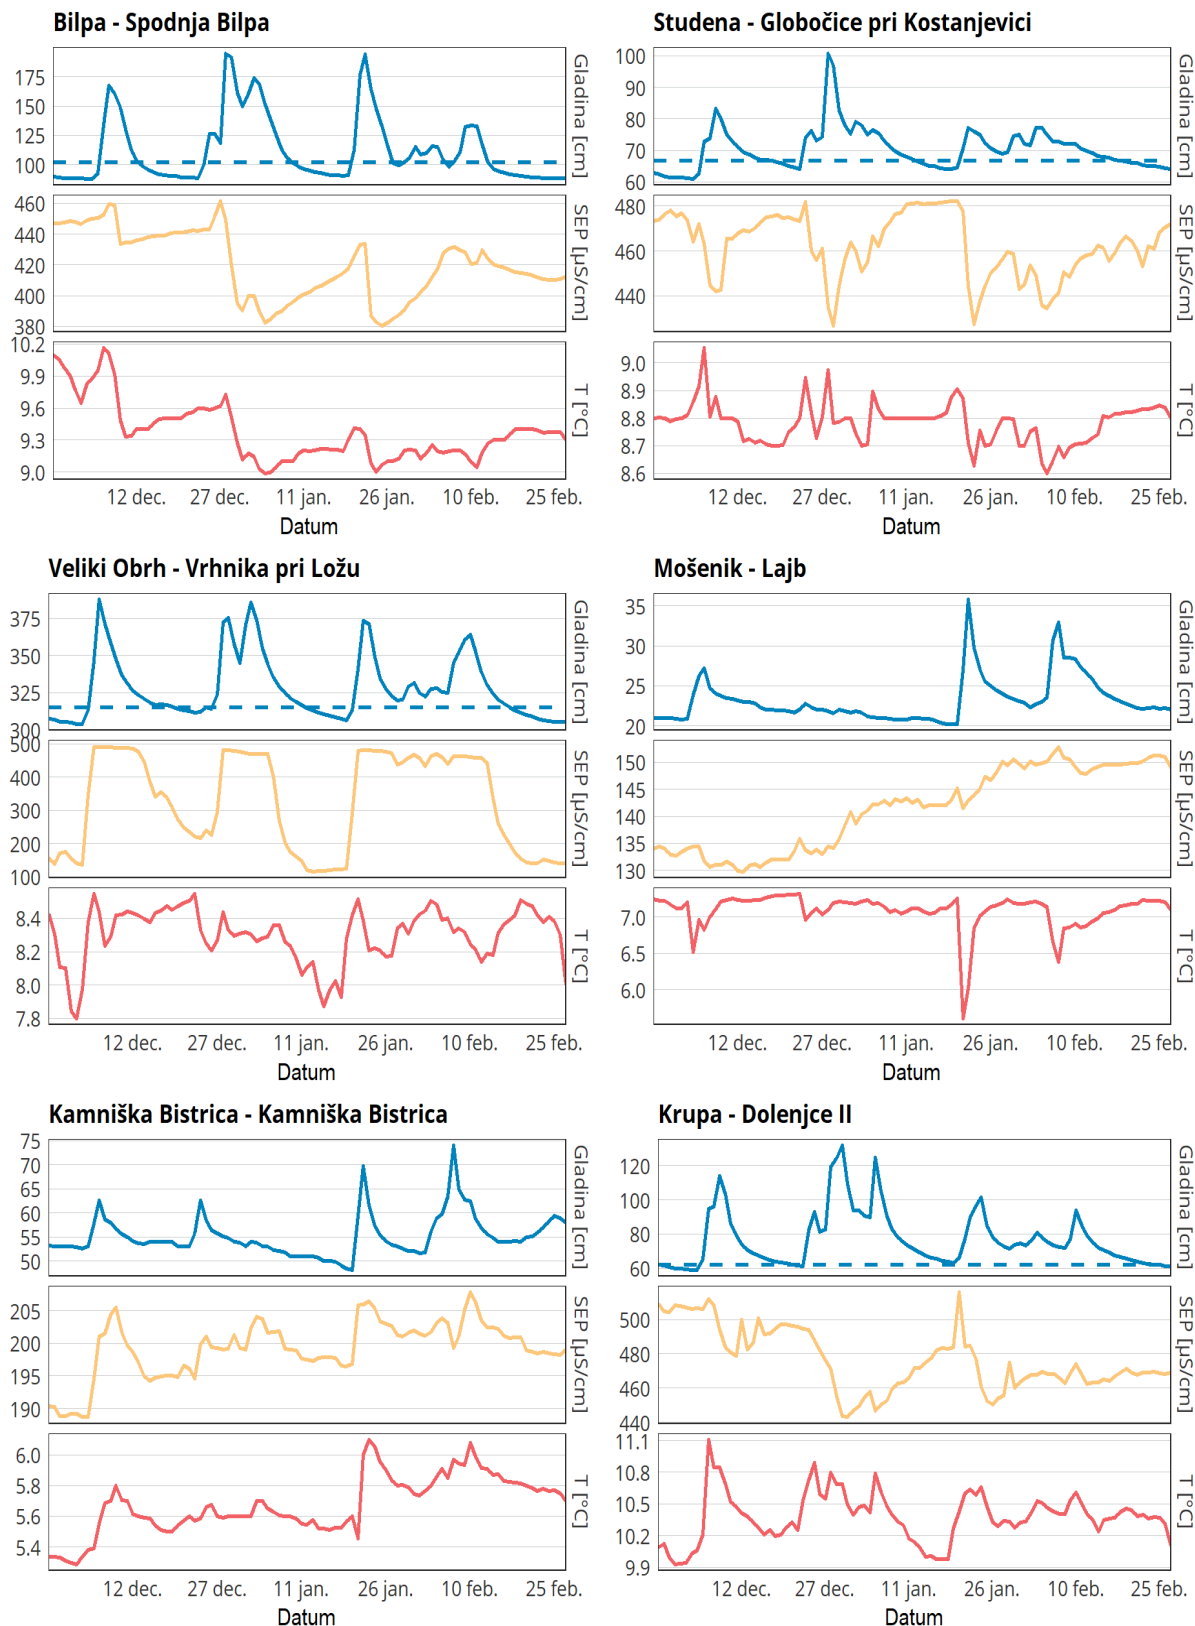 Bilpa - Spodnja Bilpa
175
150
125
100
Gladina [cm]
460
440
420
400
380
SEP [µS/cm]
10.2
9.9
9.6
9.3
9.0
T [°C]
12 dec. 27 dec. 11 jan. 26 jan. 10 feb. 25 feb.
Datum
Studena - Globočice pri Kostanjevici
100
90
80
70
60
Gladina [cm]
480
460
440
SEP [µS/cm]
9.0
8.9
8.8
8.7
8.6
T [°C]
12 dec. 27 dec. 11 jan. 26 jan. 10 feb. 25 feb.
Datum
Veliki Obrh - Vrhnika pri Ložu
375
350
325
300
Gladina [cm]
500
400
300
200
100
SEP [µS/cm]
8.4
8.2
8.0
7.8
T [°C]
12 dec. 27 dec. 11 jan. 26 jan. 10 feb. 25 feb.
Datum
Mošenik - Lajb
35
30
25
20
Gladina [cm]
150
145
140
135
130
SEP [µS/cm]
7.0
6.5
6.0
T [°C]
12 dec. 27 dec. 11 jan. 26 jan. 10 feb. 25 feb.
Datum
Kamniška Bistrica - Kamniška Bistrica
75
70
65
60
55
50
Gladina [cm]
205
200
195
190
SEP [µS/cm]
6.0
5.8
5.6
5.4
T [°C]
12 dec. 27 dec. 11 jan. 26 jan. 10 feb. 25 feb.
Datum
Krupa - Dolenjce II
120
100
80
60
Gladina [cm]
500
480
460
440
SEP [µS/cm]
11.1
10.8
10.5
10.2
9.9
T [°C]
12 dec. 27 dec. 11 jan. 26 jan. 10 feb. 25 feb.
Datum